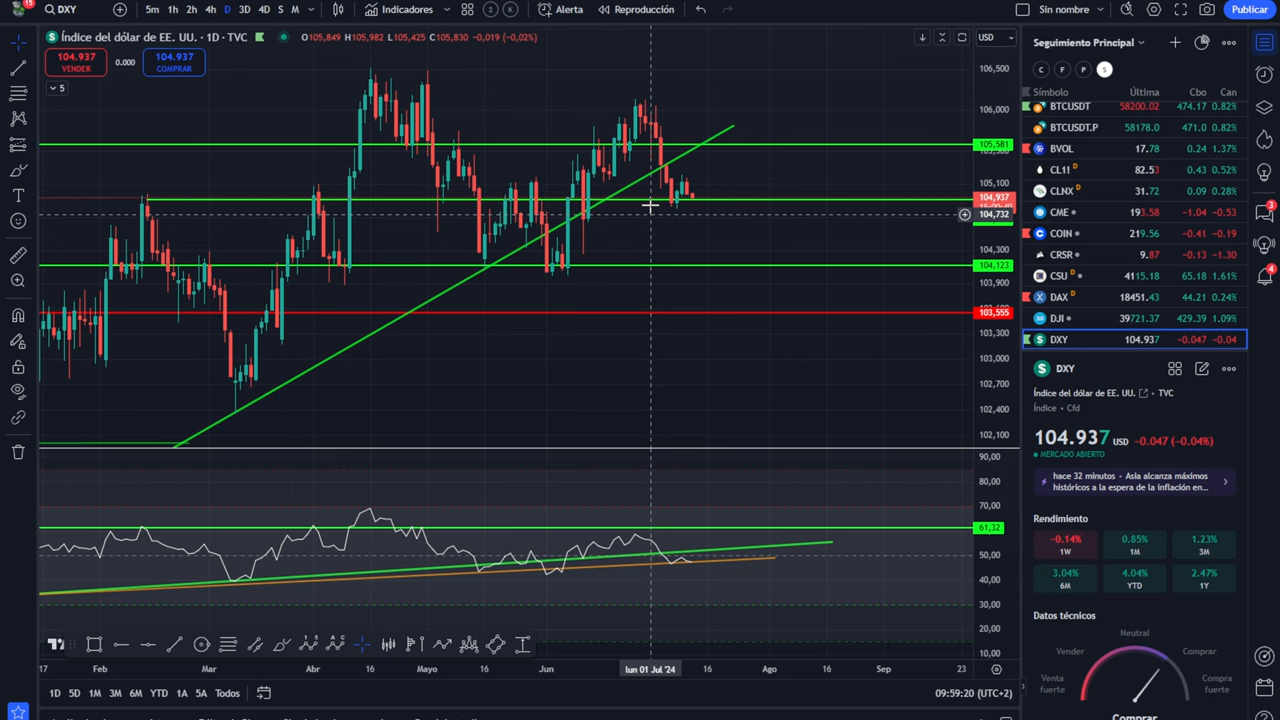 15
DXY
5m 1h 2h 4h D 3D 4D S M
Indicadores
2 K
Alerta
Reproducción
Sin nombre
Publicar
Índice del dólar de EE. UU. · 1D · TVC
O105,849 H105,982 L105,425 C105,830 -0,019 (-0,02%)
USD
104.937
VENDER
0.000
104.937
COMPRAR
5
106,500
106,000
105,581
105,100
104,937
104,732
104,300
104,123
103,900
103,555
103,300
103,000
102,700
102,400
102,100
90,00
80,00
70,00
61,32
50,00
40,00
30,00
20,00
10,00
17 Feb Mar Abr 16 Mayo 16 Jun lun 01 Jul '24 16 Ago 16 Sep 23
1D 5D 1M 3M 6M YTD 1A 5A Todos
09:59:20 (UTC+2)
Seguimiento Principal
C F P S
Símbolo Última Cbo Can
BTCUSDT 58200.02 474.17 0.82%
BTCUSDT.P 58178.0 471.0 0.82%
BVOL 17.78 0.24 1.37%
CL1! D 82.53 0.43 0.52%
CLNX D 31.72 0.09 0.28%
CME 193.58 -1.04 -0.53
COIN 219.56 -0.41 -0.19
CRSR 9.87 -0.13 -1.30
CSU D 4115.18 65.18 1.61%
DAX D 18451.43 44.21 0.24%
DJI 39721.37 429.39 1.09%
DXY 104.937 -0.047 -0.04
DXY
Índice del dólar de EE. UU. · TVC
Índice · Cfd
104.937 USD -0.047 (-0.04%)
MERCADO ABIERTO
hace 32 minutos · Asia alcanza máximos
históricos a la espera de la inflación en...
Rendimiento
-0.14% 0.85% 1.23%
1W 1M 3M
3.04% 4.04% 2.47%
6M YTD 1Y
Datos técnicos
Neutral
Vender Comprar
Venta
fuerte
Compra
fuerte
Comprar
3
4